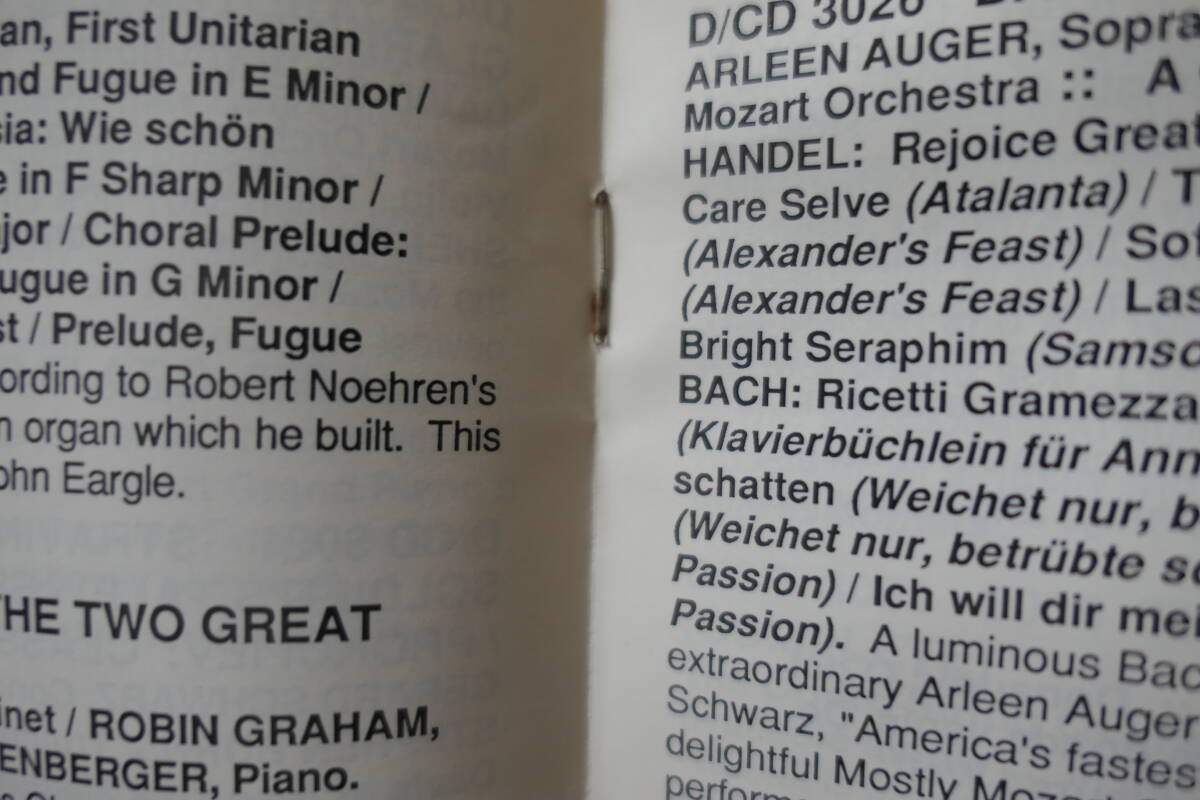 an, First Unitarian
nd Fugue in E Minor /
sia: Wie schön
e in F Sharp Minor /
jor / Choral Prelude:
ugue in G Minor /
st / Prelude, Fugue
ording to Robert Noehren's
n organ which he built. This
ohn Eargle.
THE TWO GREAT
inet / ROBIN GRAHAM,
ENBERGER, Piano.
D/CD 3026
ARLEEN AUGER, Sopra
Mozart Orchestra :: A
HANDEL: Rejoice Great
Care Selve (Atalanta) / T
(Alexander's Feast) / Sof
(Alexander's Feast) / Las
Bright Seraphim (Samso
BACH: Ricetti Gramezza
(Klavierbüchlein für Ann
schatten (Weichet nur, b
(Weichet nur, betrübte sc
Passion) / Ich will dir mei
Passion). A luminous Bac
extraordinary Arleen Auger
Schwarz, "America's fastes
delightful Mostly Moza
perform